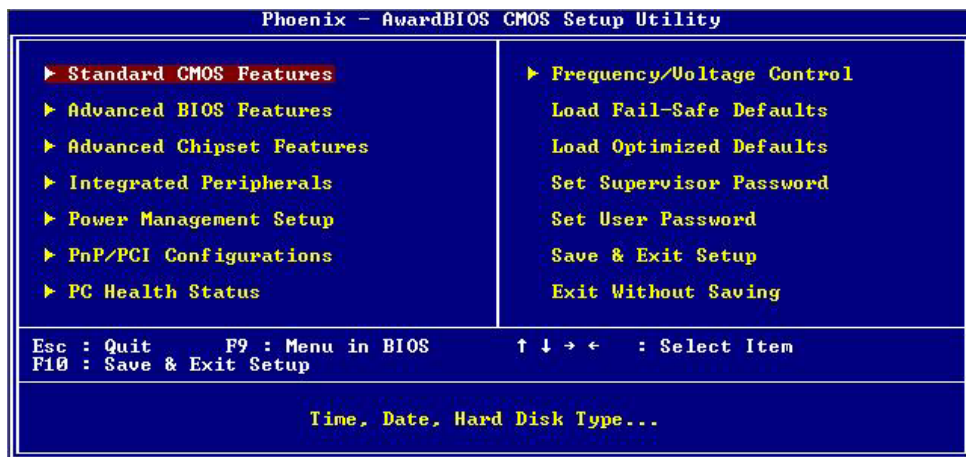 Phoenix - AwardBIOS CMOS Setup Utility
► Standard CMOS Features
► Advanced BIOS Features
► Advanced Chipset Features
► Integrated Peripherals
► Power Management Setup
► PnP/PCI Configurations
► PC Health Status
► Frequency/Voltage Control
Load Fail-Safe Defaults
Load Optimized Defaults
Set Supervisor Password
Set User Password
Save & Exit Setup
Exit Without Saving
Esc : Quit F9 : Menu in BIOS ↑ ↓ → ← : Select Item
F10 : Save & Exit Setup
Time, Date, Hard Disk Type...